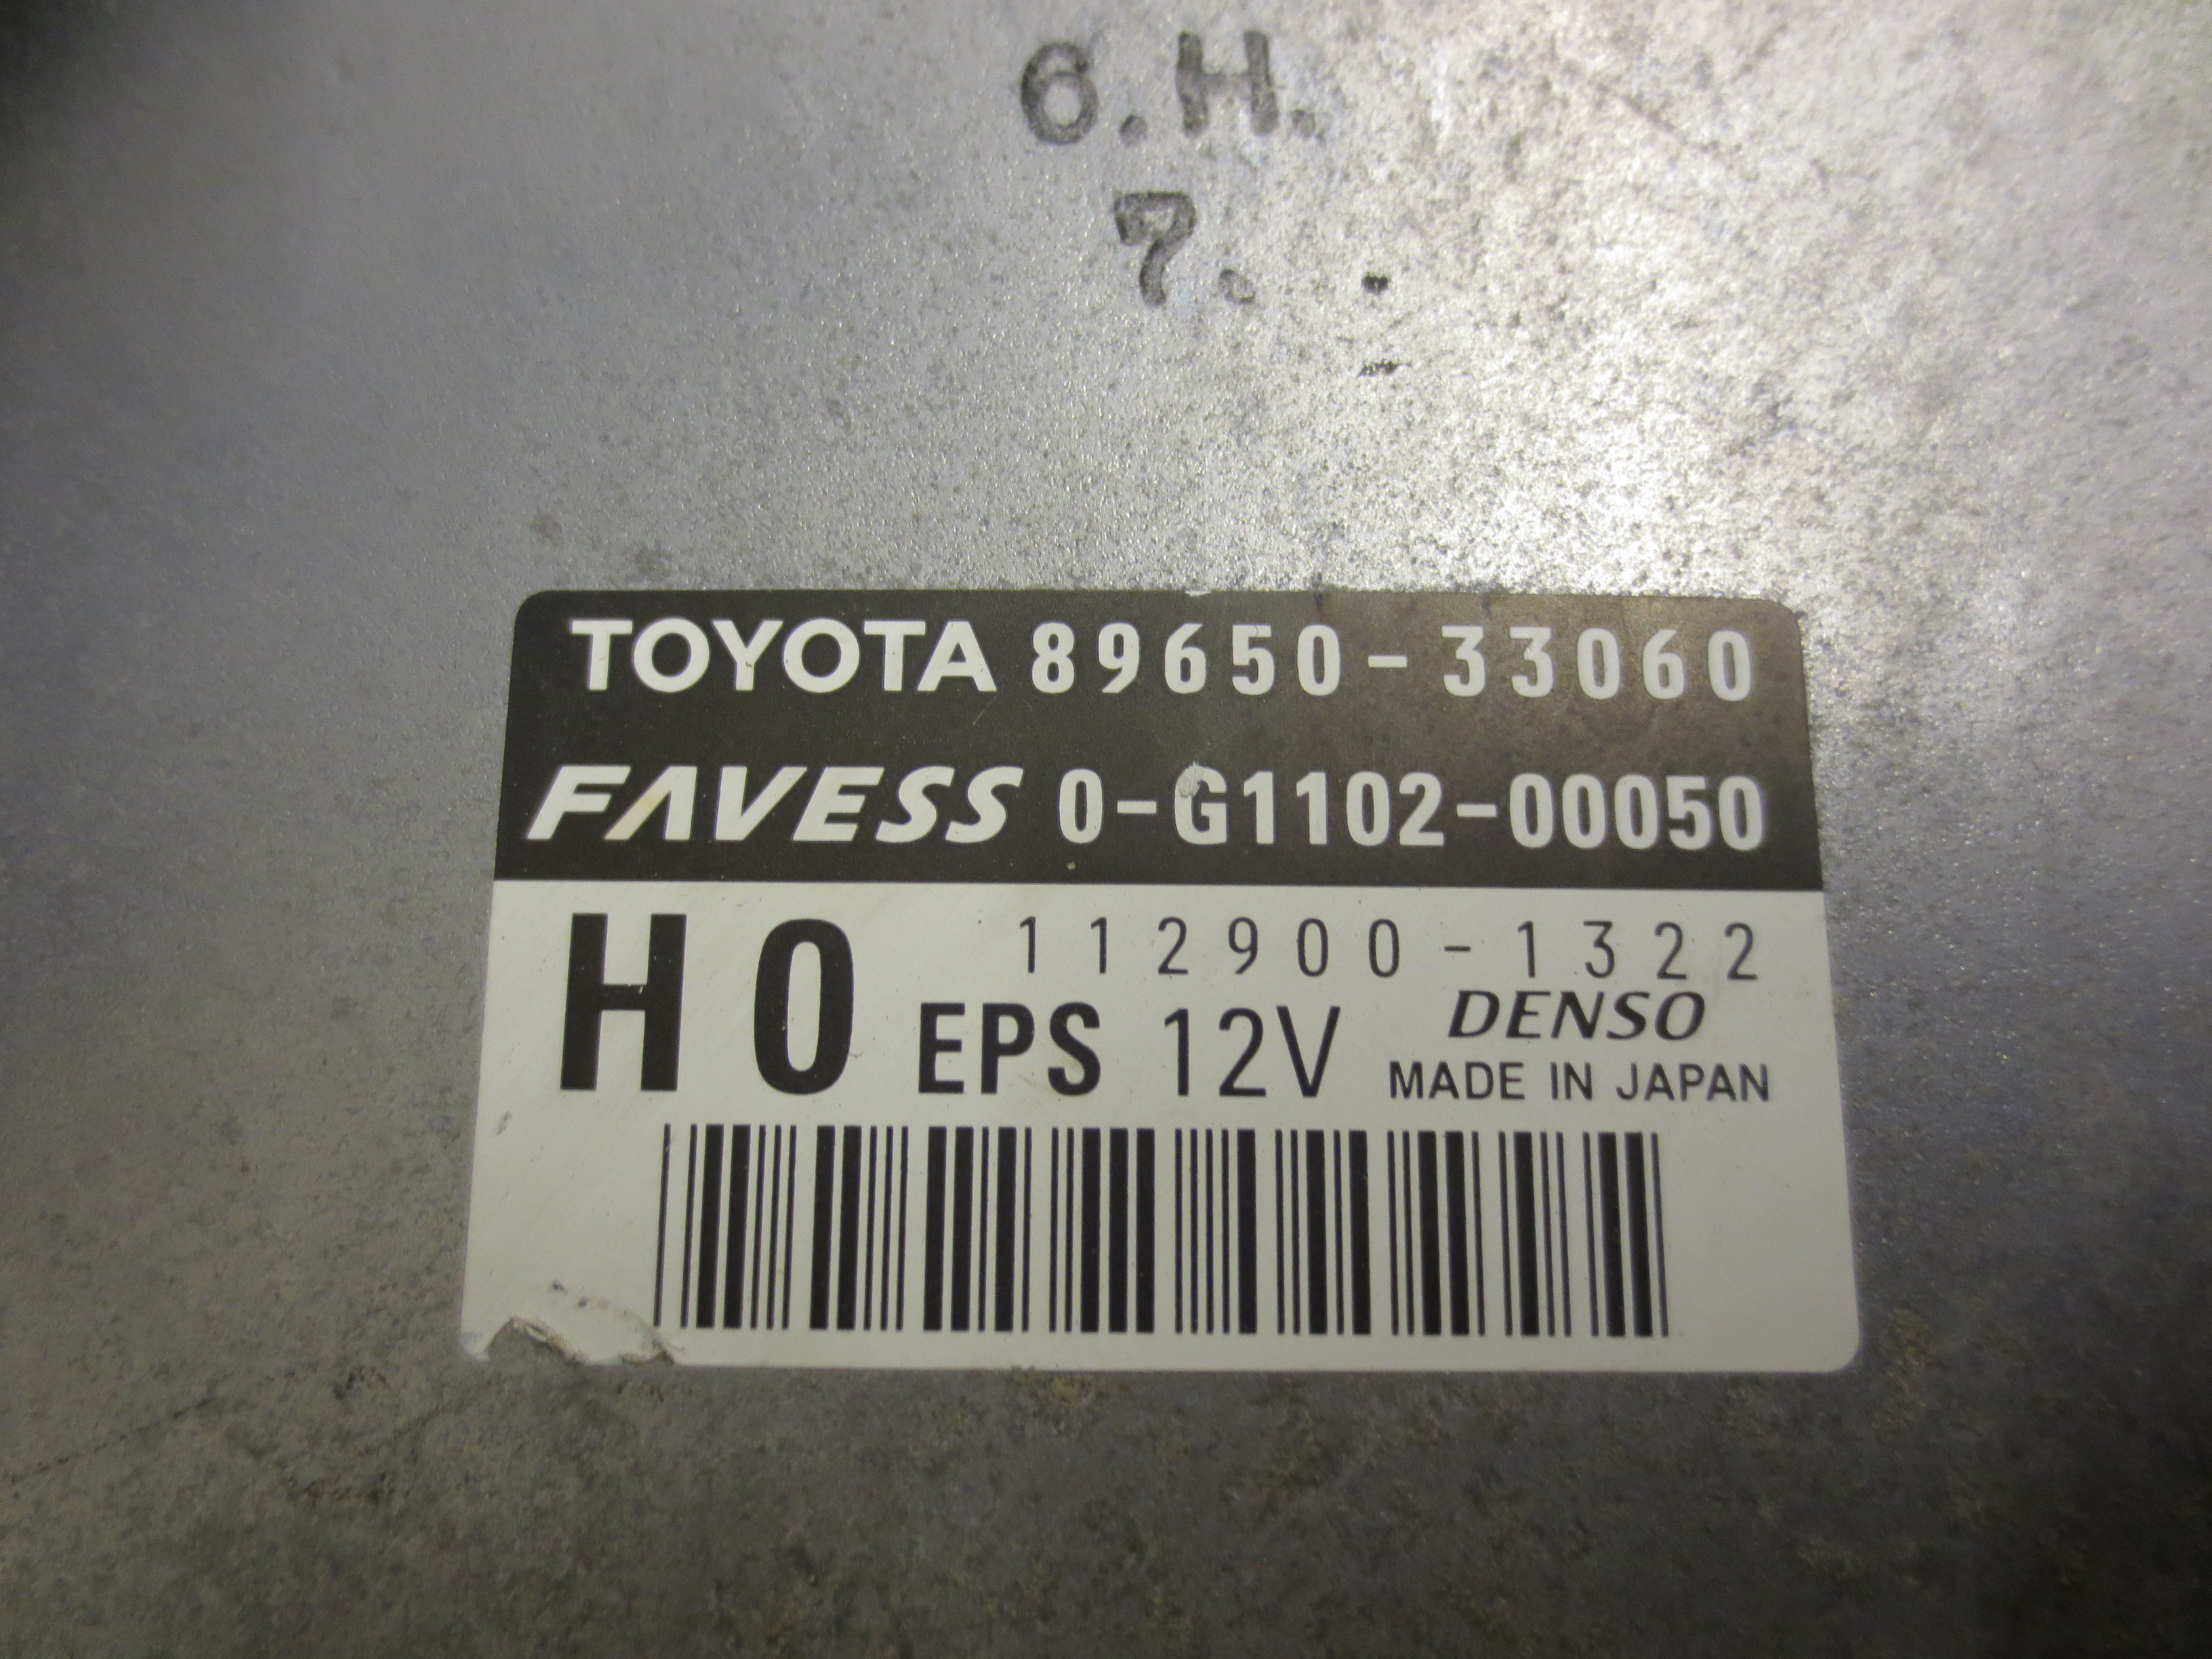 6.H.
7.
TOYOTA 89650-33060
FAVESS 0-G1102-00050
H0 112900-1322
EPS 12V DENSO
MADE IN JAPAN